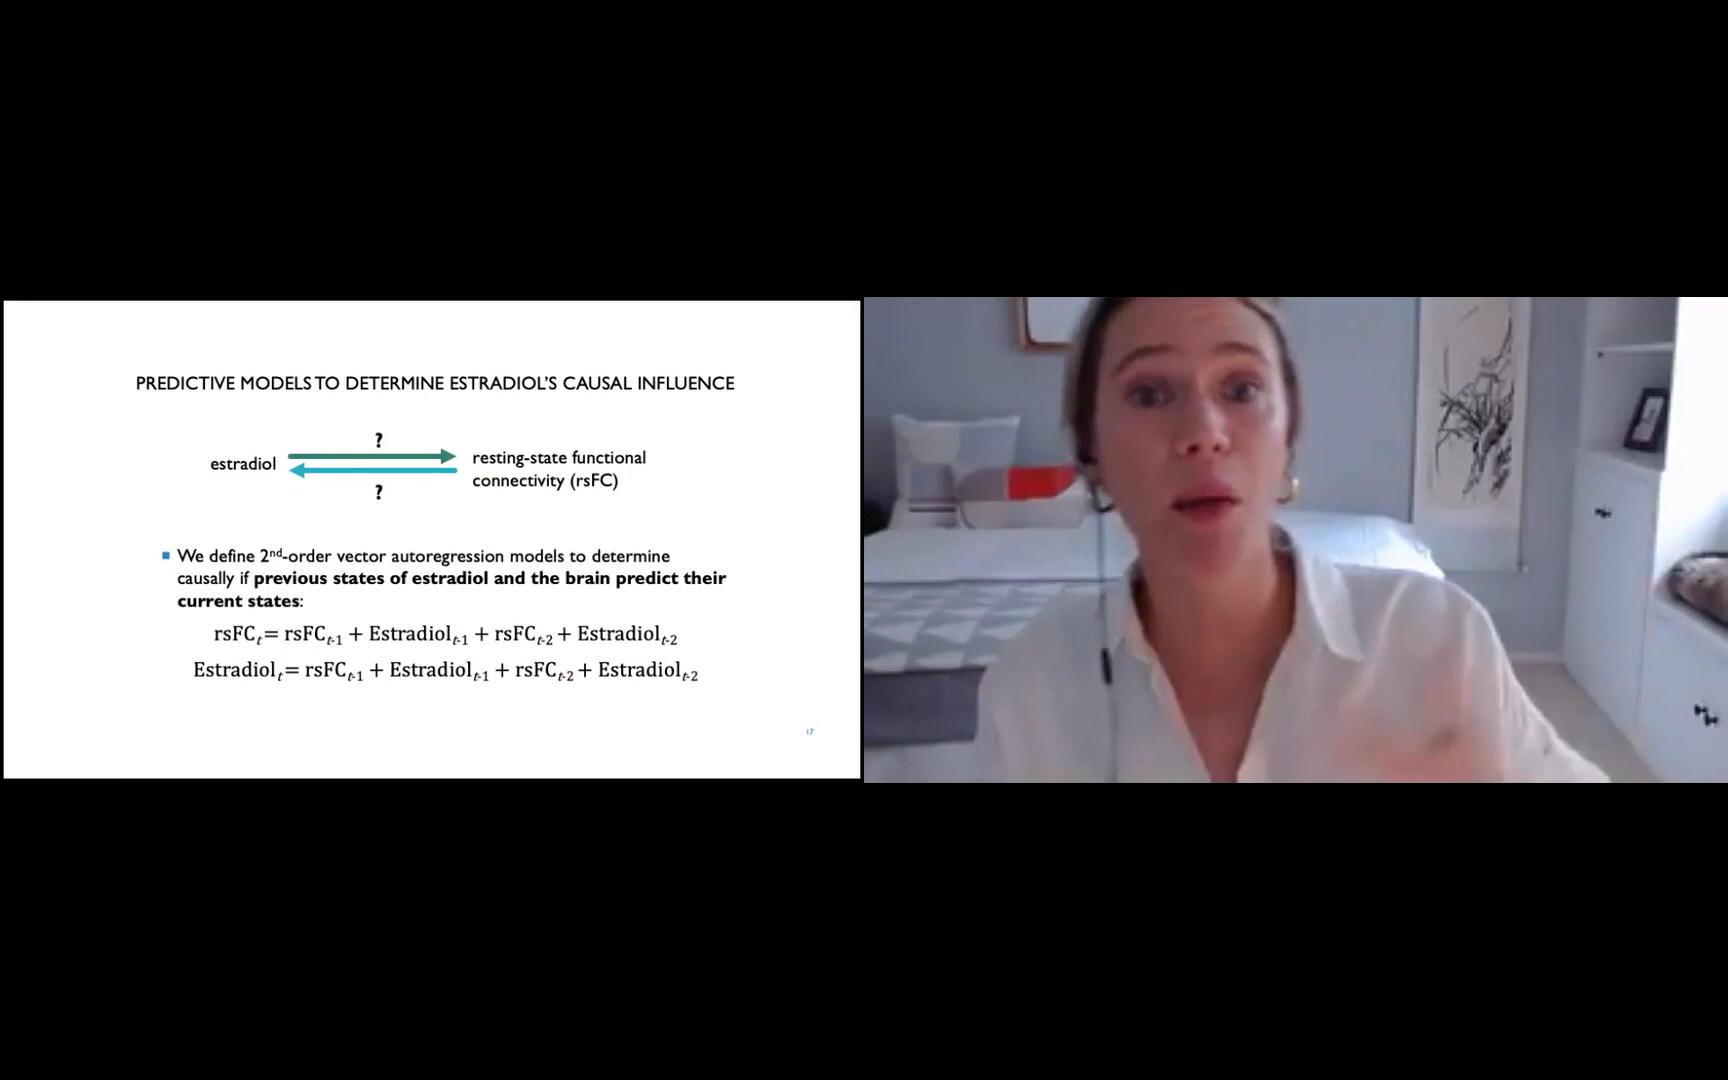 PREDICTIVE MODELS TO DETERMINE ESTRADIOL'S CAUSAL INFLUENCE
?
estradiol
resting-state functional
connectivity (rsFC)
?
We define 2nd-order vector autoregression models to determine
causally if previous states of estradiol and the brain predict their
current states:
rsFCt= rsFCt-1 + Estradiolt-1 + rsFCt-2 + Estradiolt-2
Estradiolt= rsFCt-1 + Estradiolt-1 + rsFCt-2 + Estradiolt-2
17